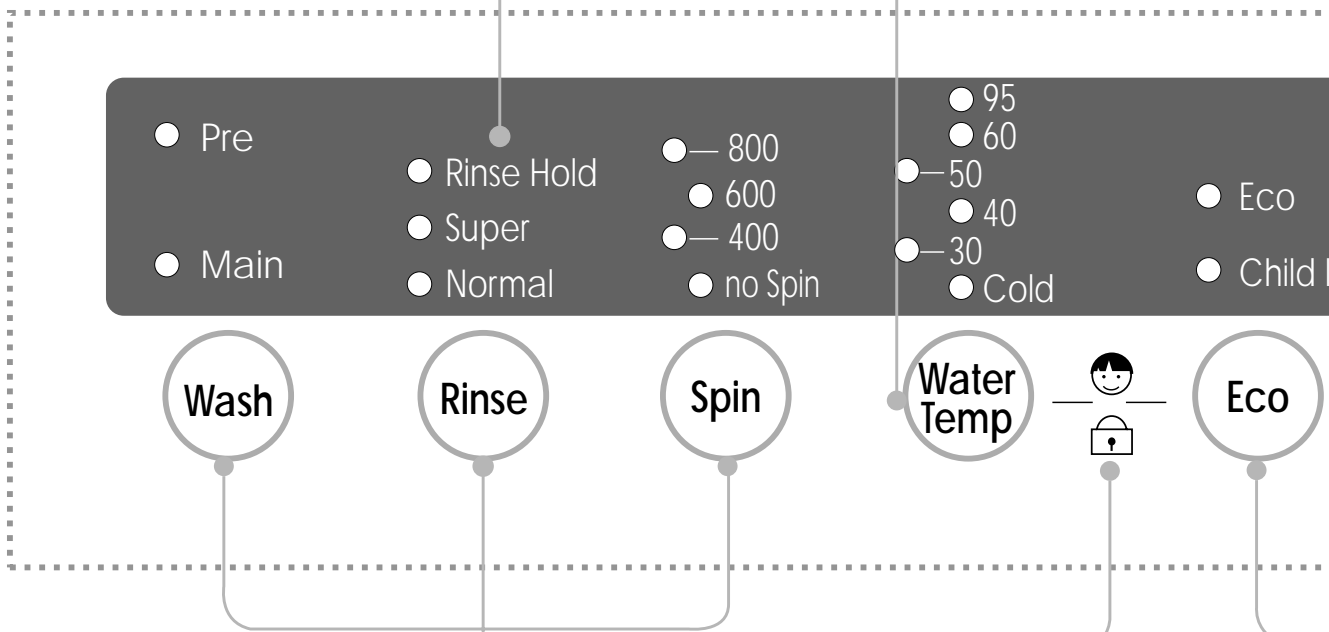 Pre
Main
Rinse Hold
Super
Normal
800
600
400
no Spin
95
60
50
40
30
Cold
Eco
Child
Wash
Rinse
Spin
Water
Temp
Eco